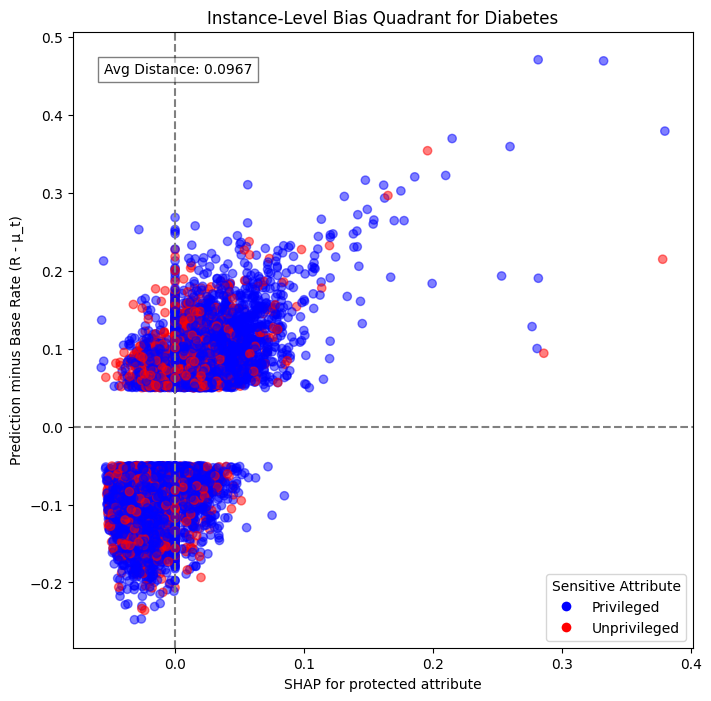 Instance-Level Bias Quadrant for Diabetes
Avg Distance: 0.0967
Prediction minus Base Rate (R - μ_t)
0.5
0.4
0.3
0.2
0.1
0.0
−0.1
−0.2
Sensitive Attribute
Privileged
Unprivileged
0.0 0.1 0.2 0.3 0.4
SHAP for protected attribute